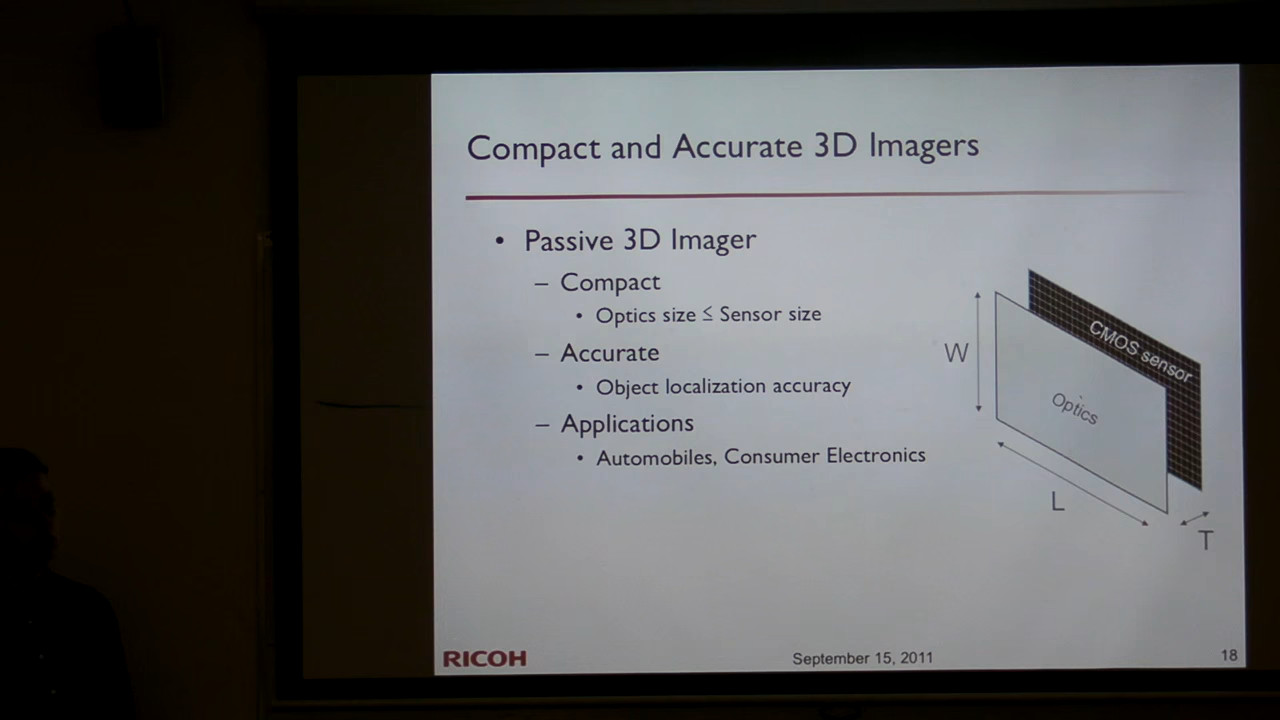 Compact and Accurate 3D Imagers
• Passive 3D Imager
– Compact
• Optics size ≤ Sensor size
– Accurate
• Object localization accuracy
– Applications
• Automobiles, Consumer Electronics
CMOS sensor
W
Optics
L
T
RICOH
September 15, 2011
18